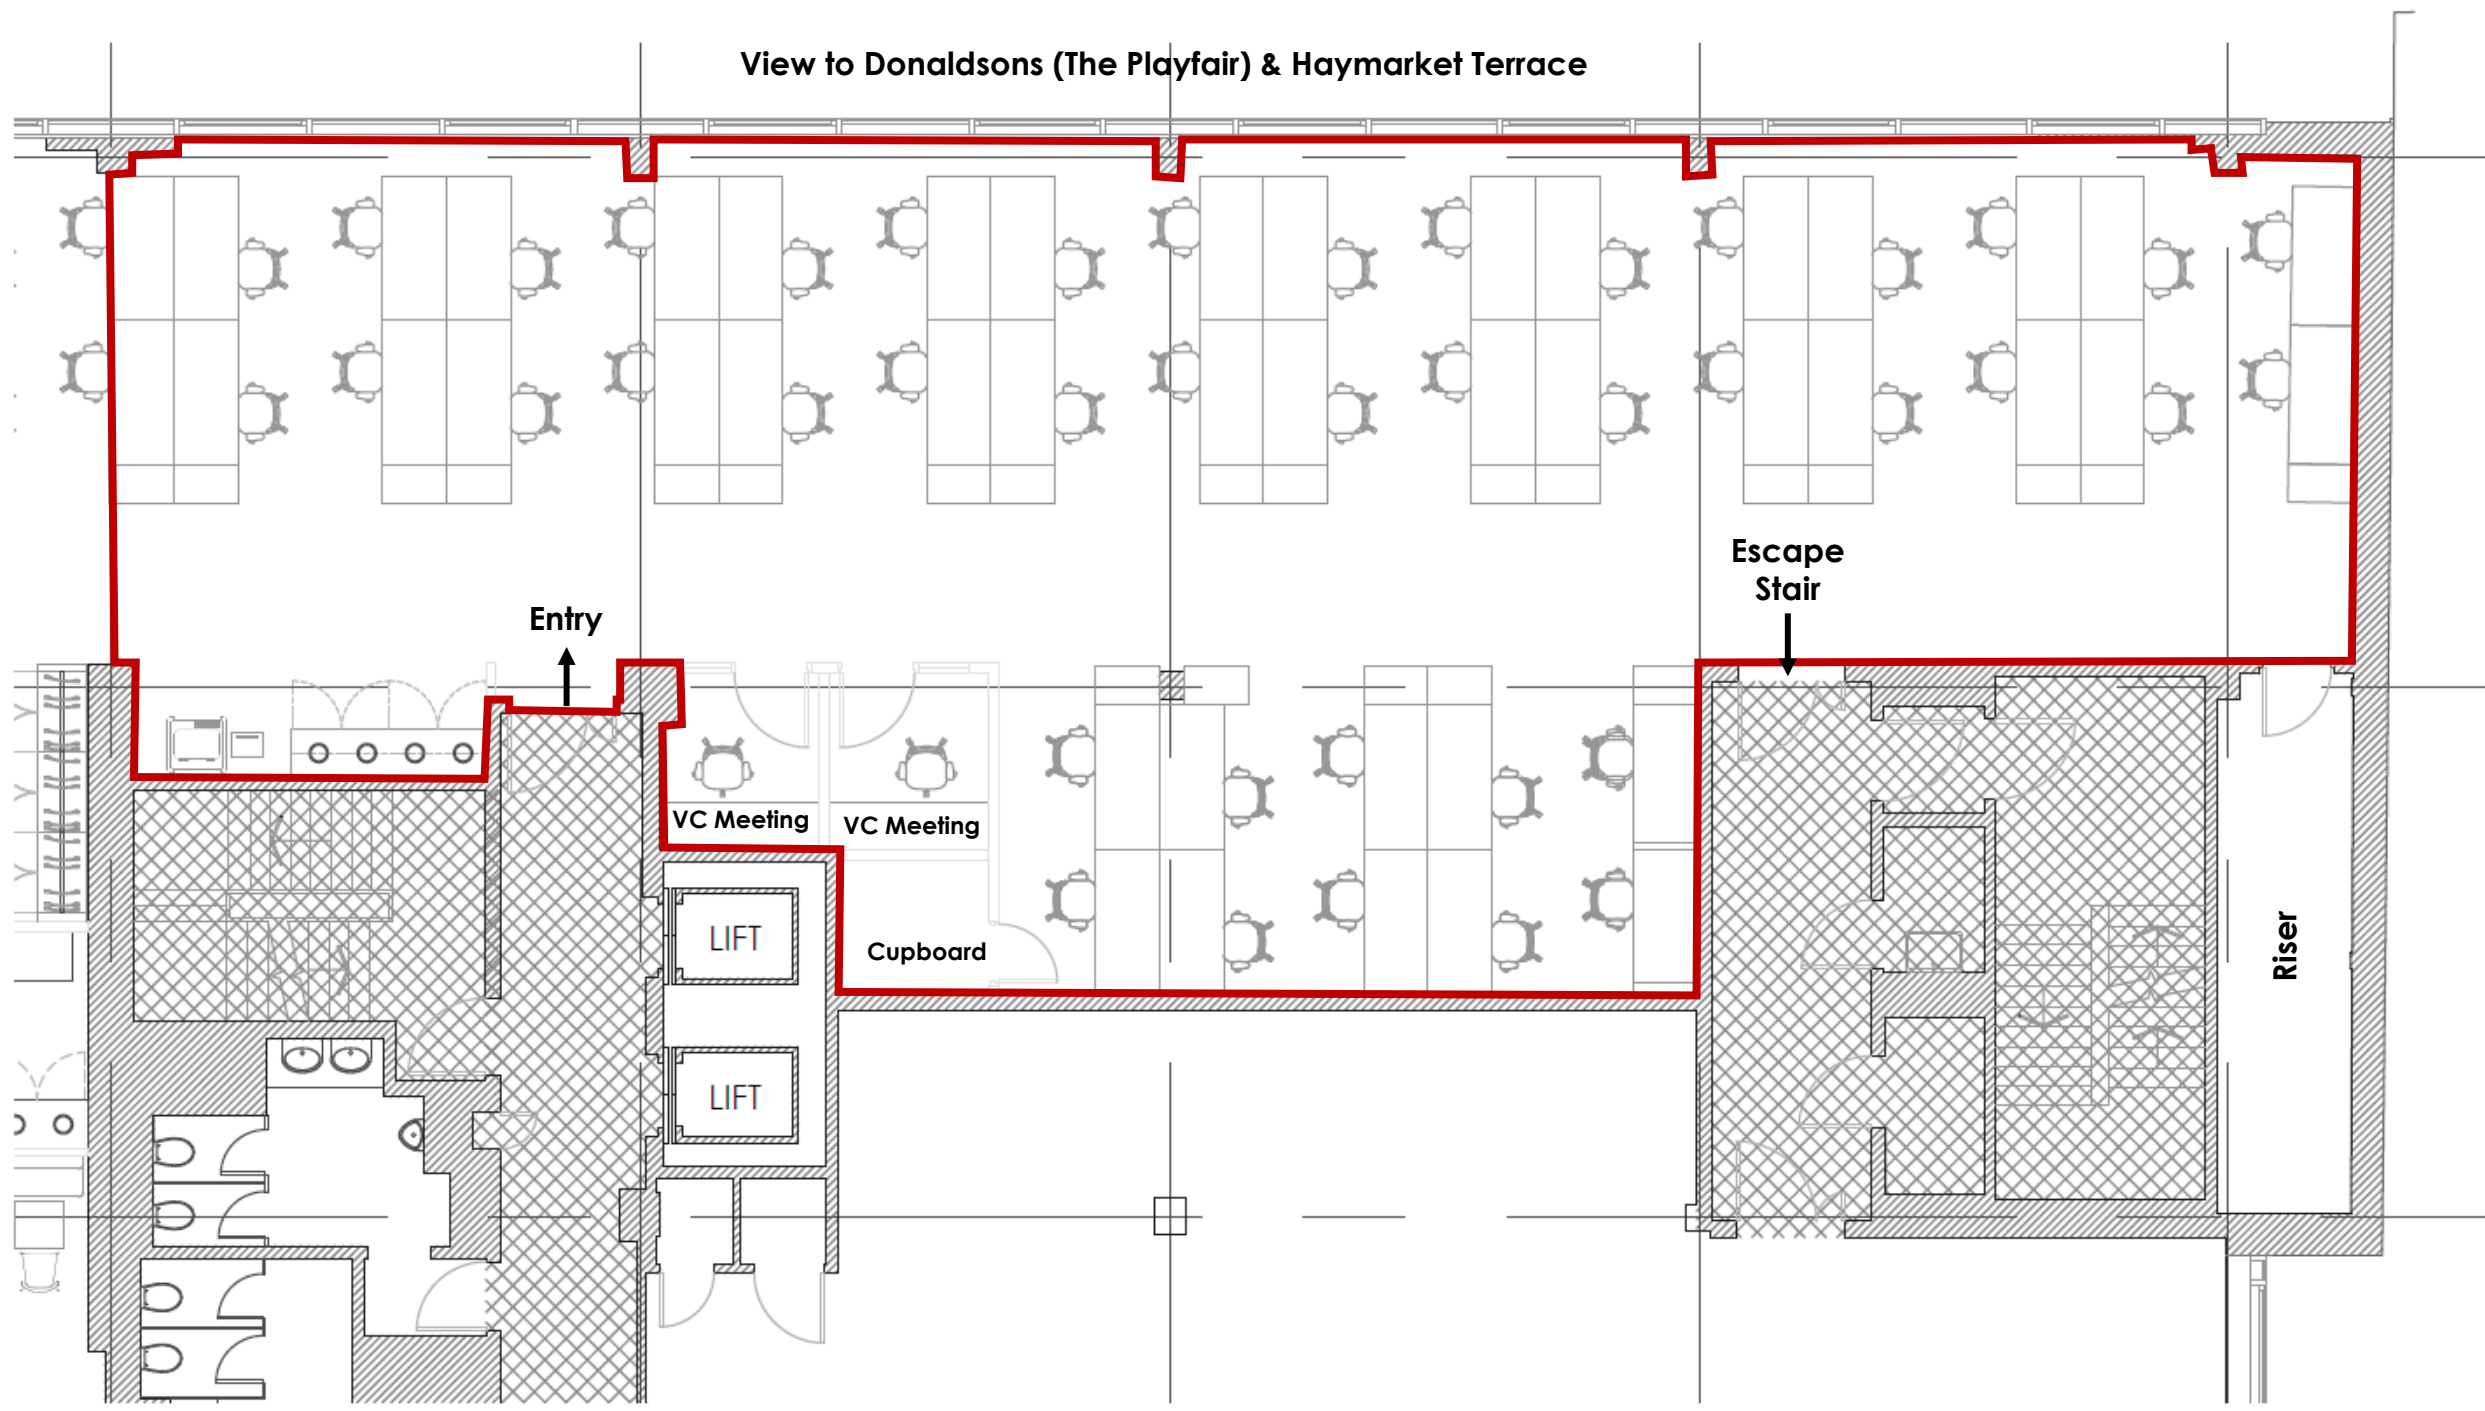 View to Donaldsons (The Playfair) & Haymarket Terrace
Escape
Stair
Entry
VC Meeting
VC Meeting
Cupboard
LIFT
LIFT
Riser